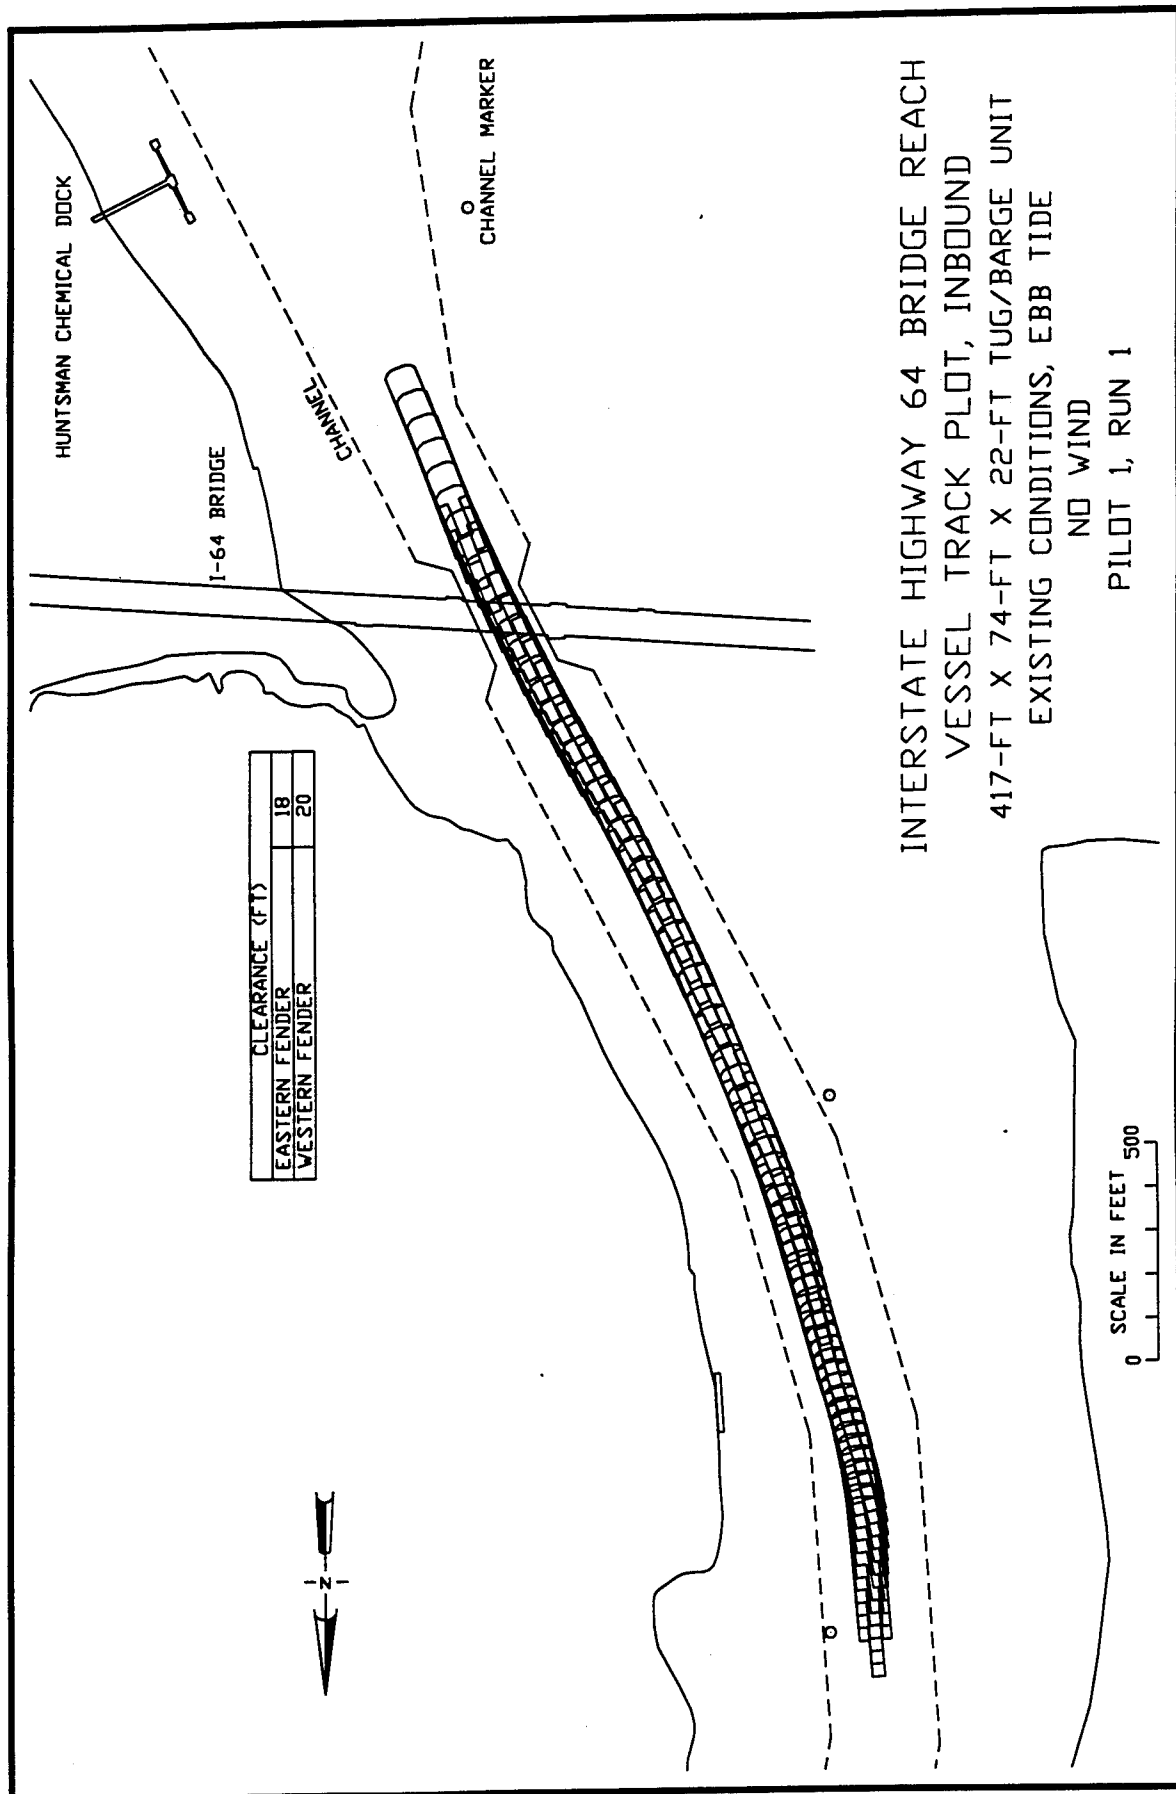 HUNTSMAN CHEMICAL DOCK
CHANNEL MARKER
CHANNEL
I-64 BRIDGE
CLEARANCE (FT)
EASTERN FENDER 18
WESTERN FENDER 20
N
SCALE IN FEET
0 500
INTERSTATE HIGHWAY 64 BRIDGE REACH
VESSEL TRACK PLOT, INBOUND
417-FT X 74-FT X 22-FT TUG/BARGE UNIT
EXISTING CONDITIONS, EBB TIDE
NO WIND
PILOT 1, RUN 1